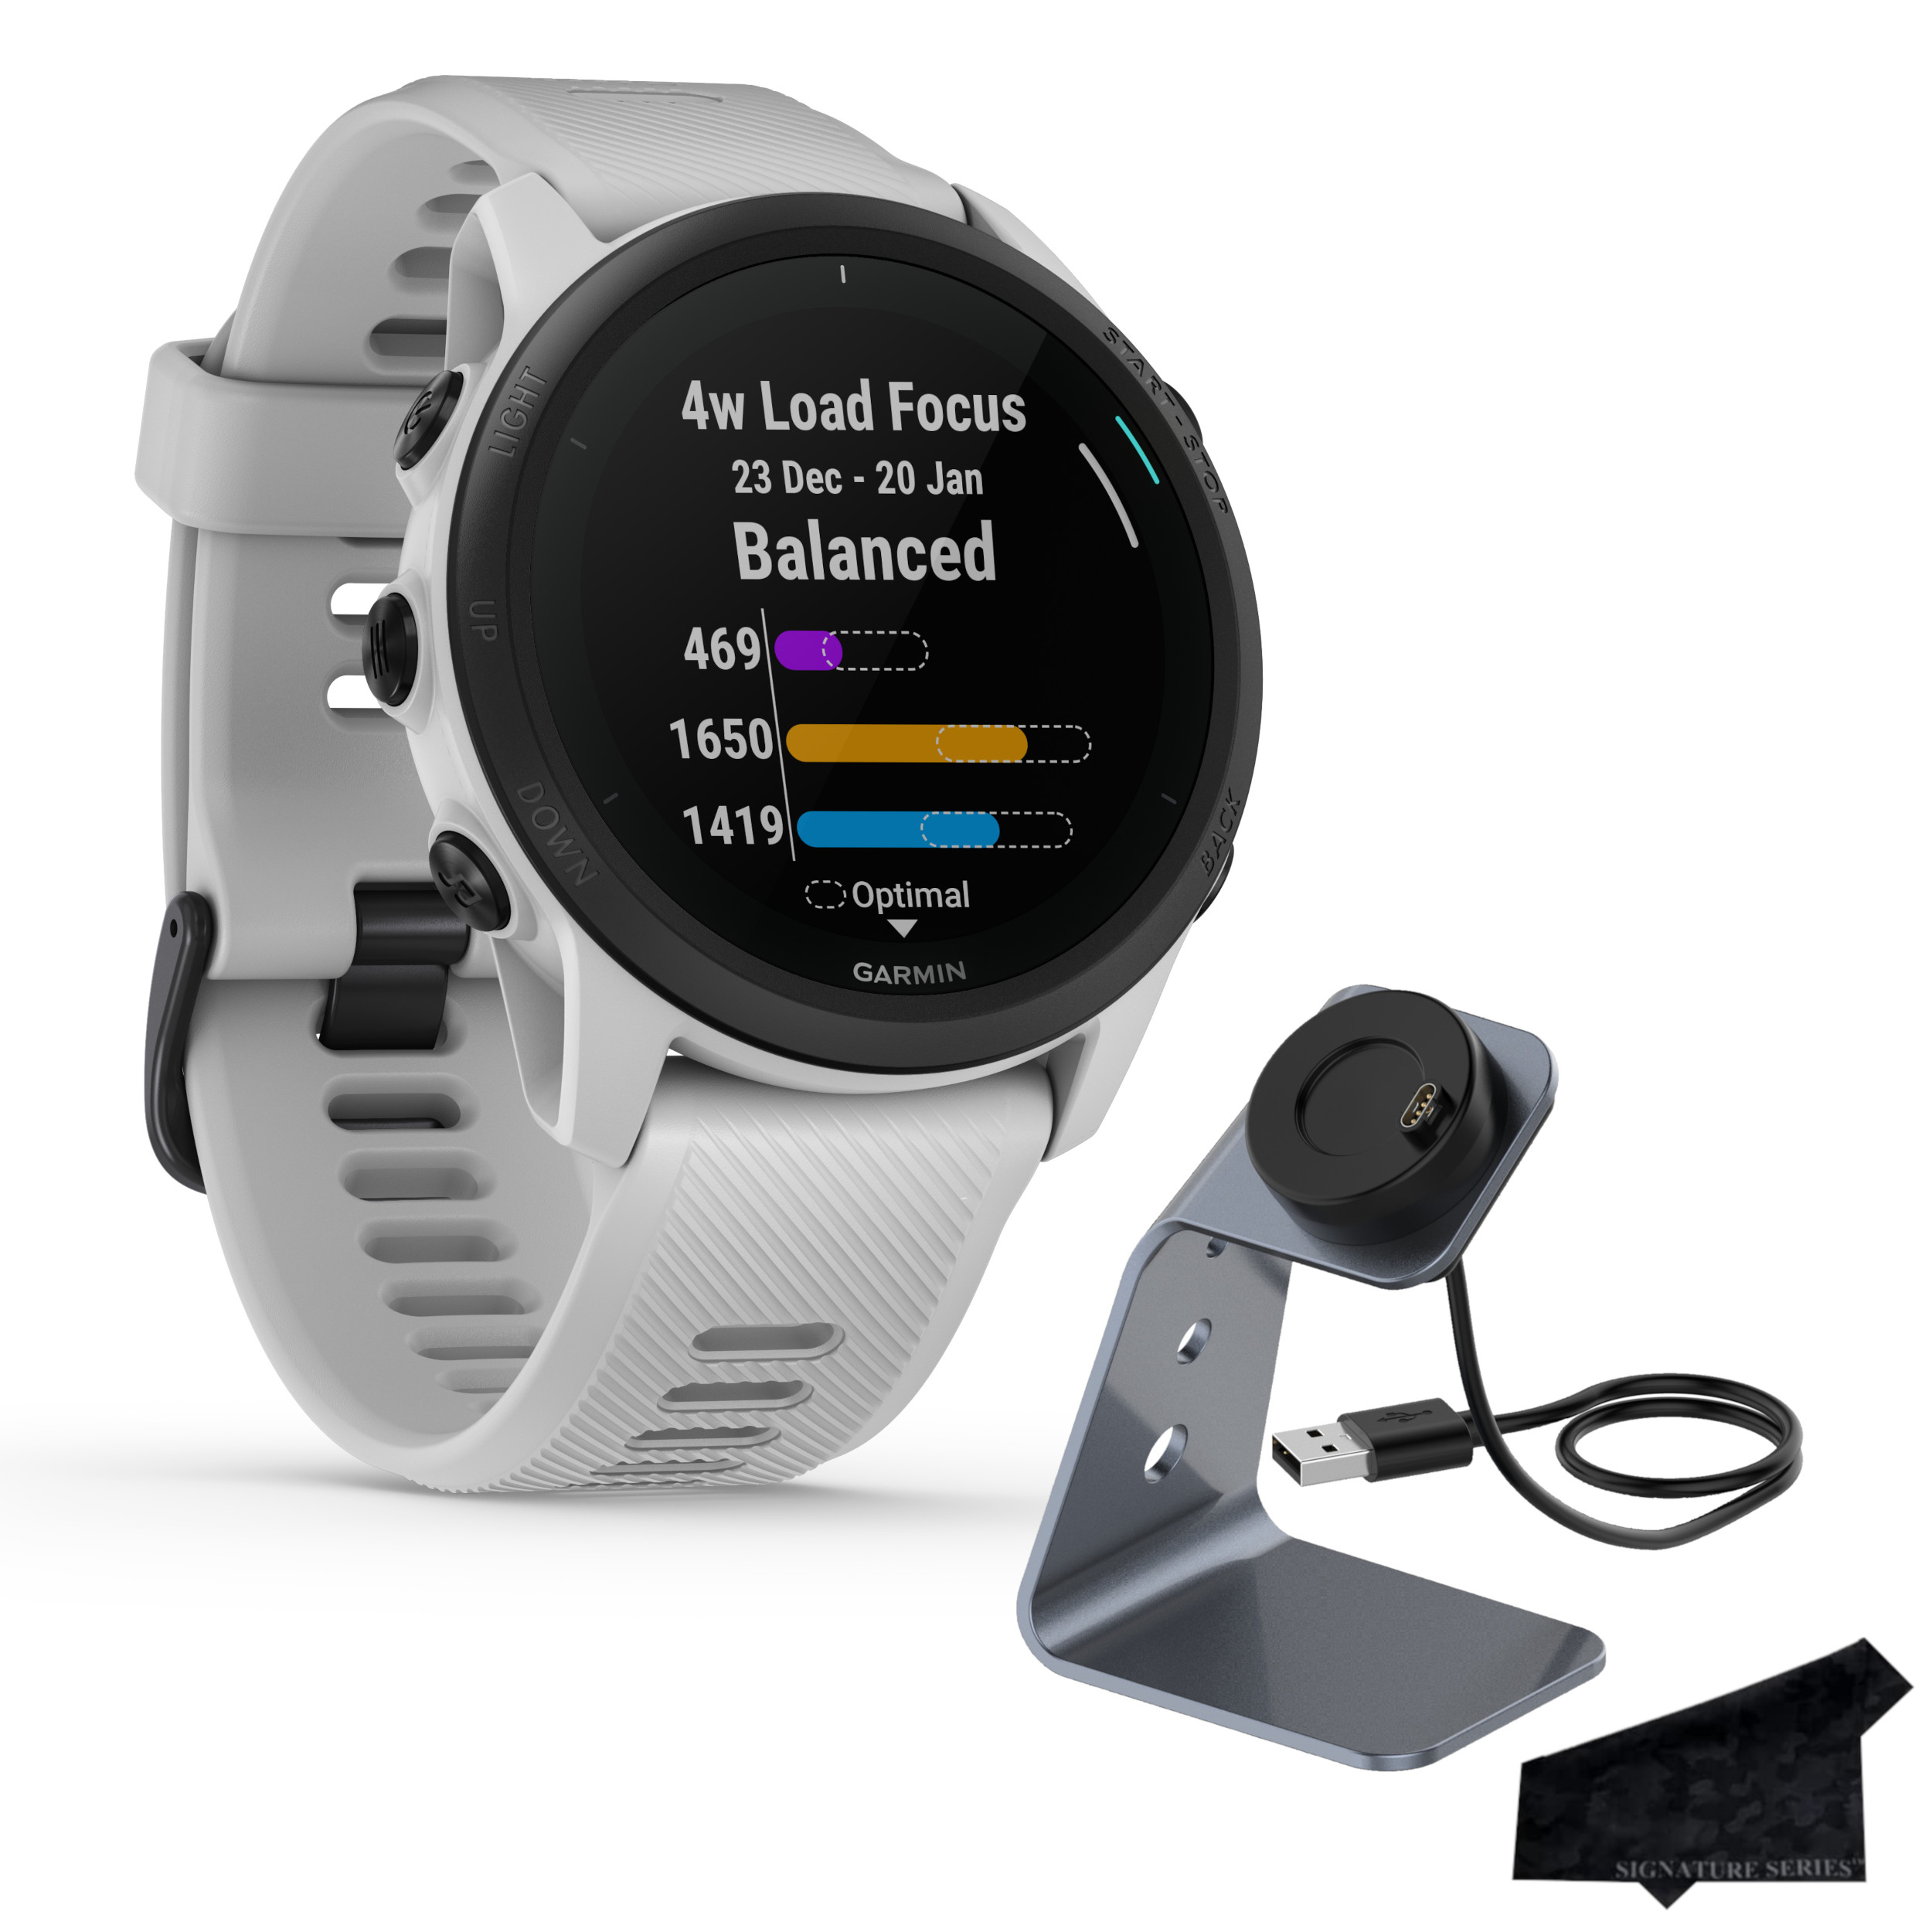 LIGHT
UP
DOWN
START-STOP
BACK
4w Load Focus
23 Dec - 20 Jan
Balanced
469
1650
1419
Optimal
GARMIN
SIGNATURE SERIES™